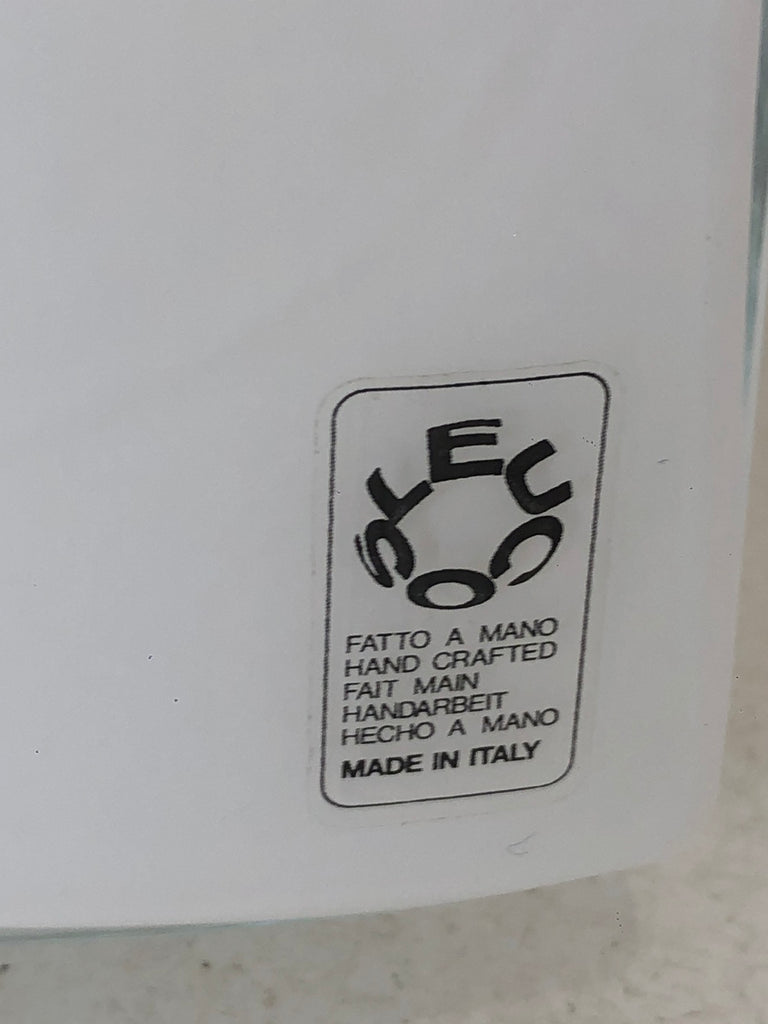 LEUCOS
FATTO A MANO
HAND CRAFTED
FAIT MAIN
HANDARBEIT
HECHO A MANO
MADE IN ITALY